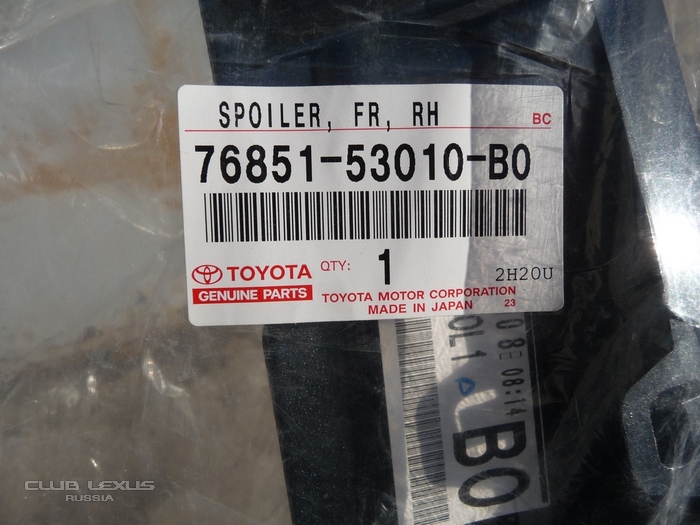 SPOILER, FR, RH
BC
76851-53010-B0
TOYOTA
GENUINE PARTS
QTY: 1
2H20U
TOYOTA MOTOR CORPORATION
MADE IN JAPAN 23
08:14
B0
CLUB LEXUS
RUSSIA